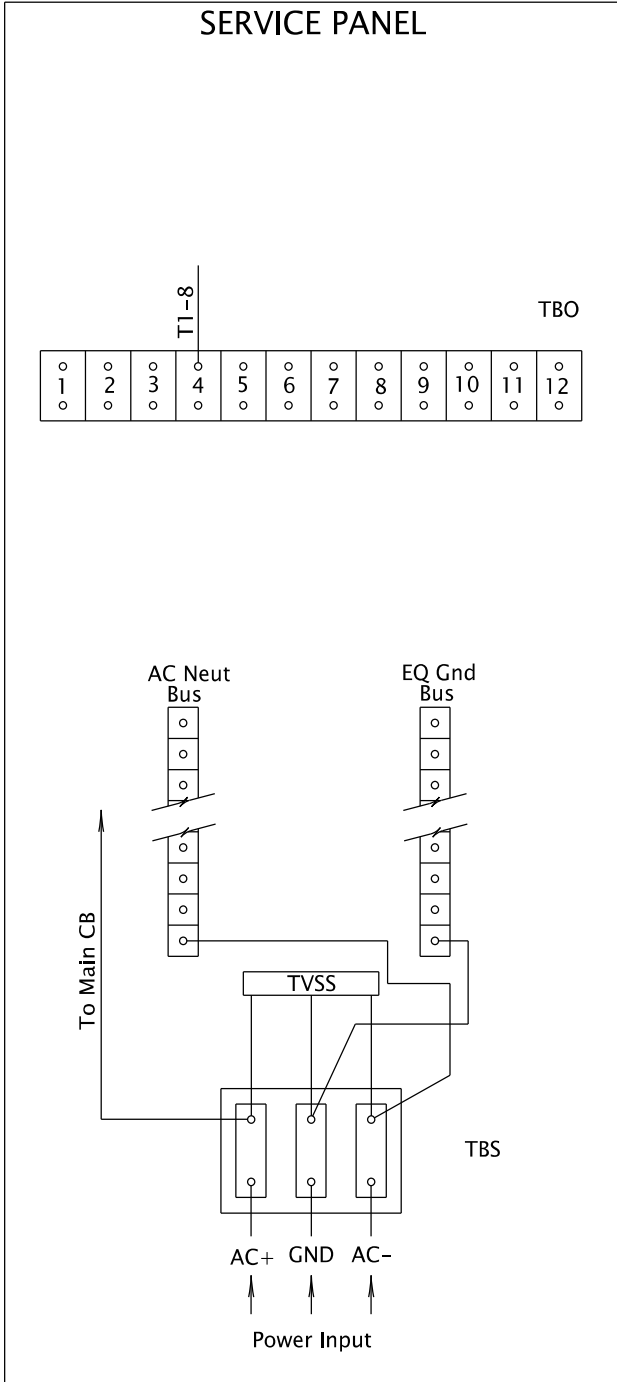 SERVICE PANEL
T1-8
TBO
1 2 3 4 5 6 7 8 9 10 11 12
AC Neut
Bus
EQ Gnd
Bus
To Main CB
TVSS
TBS
AC+ GND AC-
Power Input